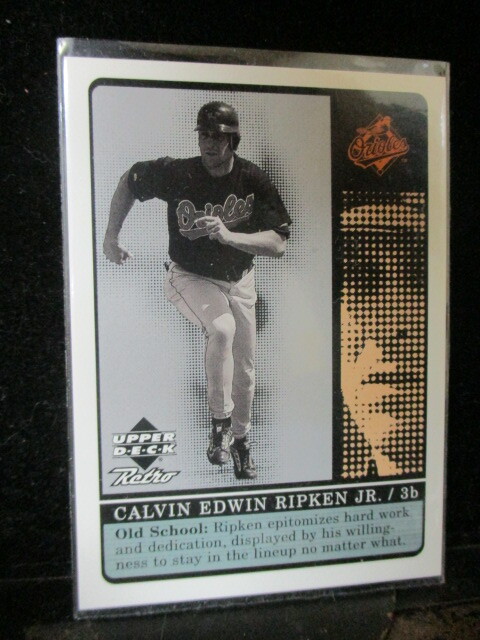 Orioles
Orioles
UPPER
D·E·C·K
Retro
CALVIN EDWIN RIPKEN JR. / 3b
Old School: Ripken epitomizes hard work
and dedication, displayed by his willing-
ness to stay in the lineup no matter what.